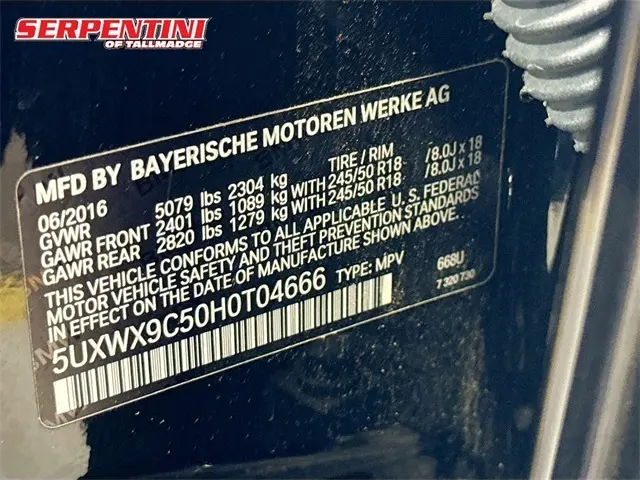 SERPENTINI
OF TALLMADGE
MFD BY BAYERISCHE MOTOREN WERKE AG
06/2016 TIRE / RIM
GVWR 5079 lbs 2304 kg
GAWR FRONT 2401 lbs 1089 kg WITH 245/50 R18 /8.0J x 18
GAWR REAR 2820 lbs 1279 kg WITH 245/50 R18 /8.0J x 18
THIS VEHICLE CONFORMS TO ALL APPLICABLE U. S. FEDERAL
MOTOR VEHICLE SAFETY AND THEFT PREVENTION STANDARDS
IN EFFECT ON THE DATE OF MANUFACTURE SHOWN ABOVE.
5UXWX9C50H0T04666 TYPE: MPV 668U
7 320 730